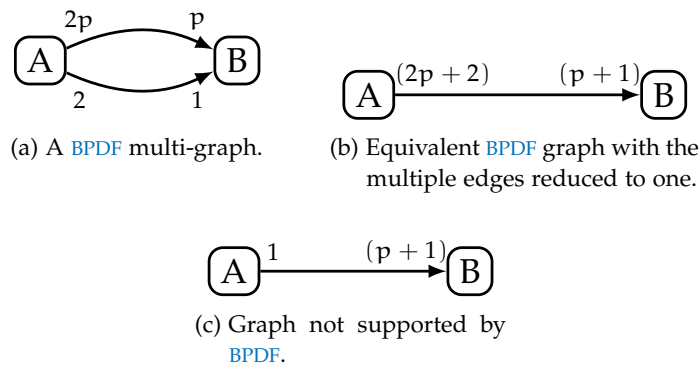 2p p
A B
2 1
(a) A BPDF multi-graph.
(2p + 2) (p + 1)
A B
(b) Equivalent BPDF graph with the
multiple edges reduced to one.
1 (p + 1)
A B
(c) Graph not supported by
BPDF.